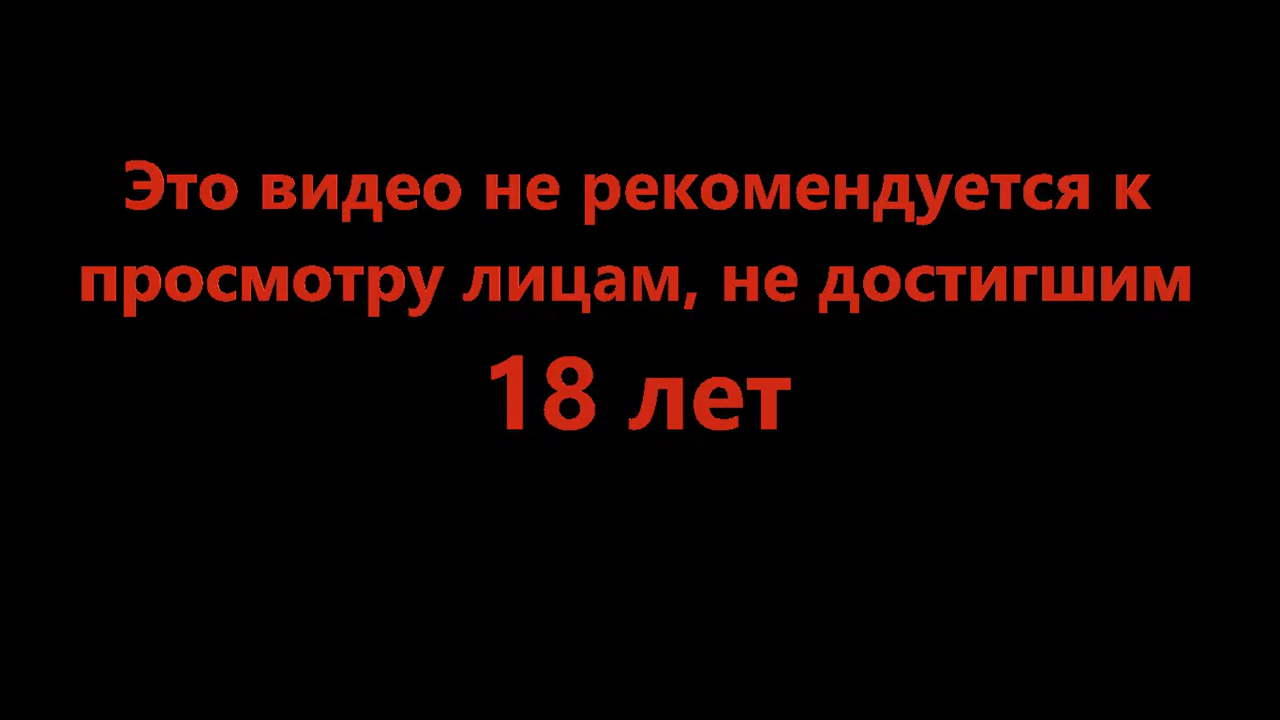 Это видео не рекомендуется к
просмотру лицам, не достигшим
18 лет